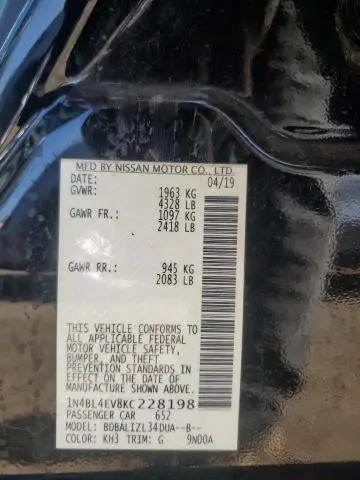 MFD BY NISSAN MOTOR CO., LTD.
DATE: 04/19
GVWR: 1963 KG
4328 LB
GAWR FR.: 1097 KG
2418 LB
GAWR RR.: 945 KG
2083 LB
THIS VEHICLE CONFORMS TO
ALL APPLICABLE FEDERAL
MOTOR VEHICLE SAFETY,
BUMPER, AND THEFT
PREVENTION STANDARDS IN
EFFECT ON THE DATE OF
MANUFACTURE SHOWN ABOVE.
1N4BL4EV8KC228198
PASSENGER CAR 652
MODEL: BDBALIZL34DUA--B--
COLOR: KH3 TRIM: G 9N00A